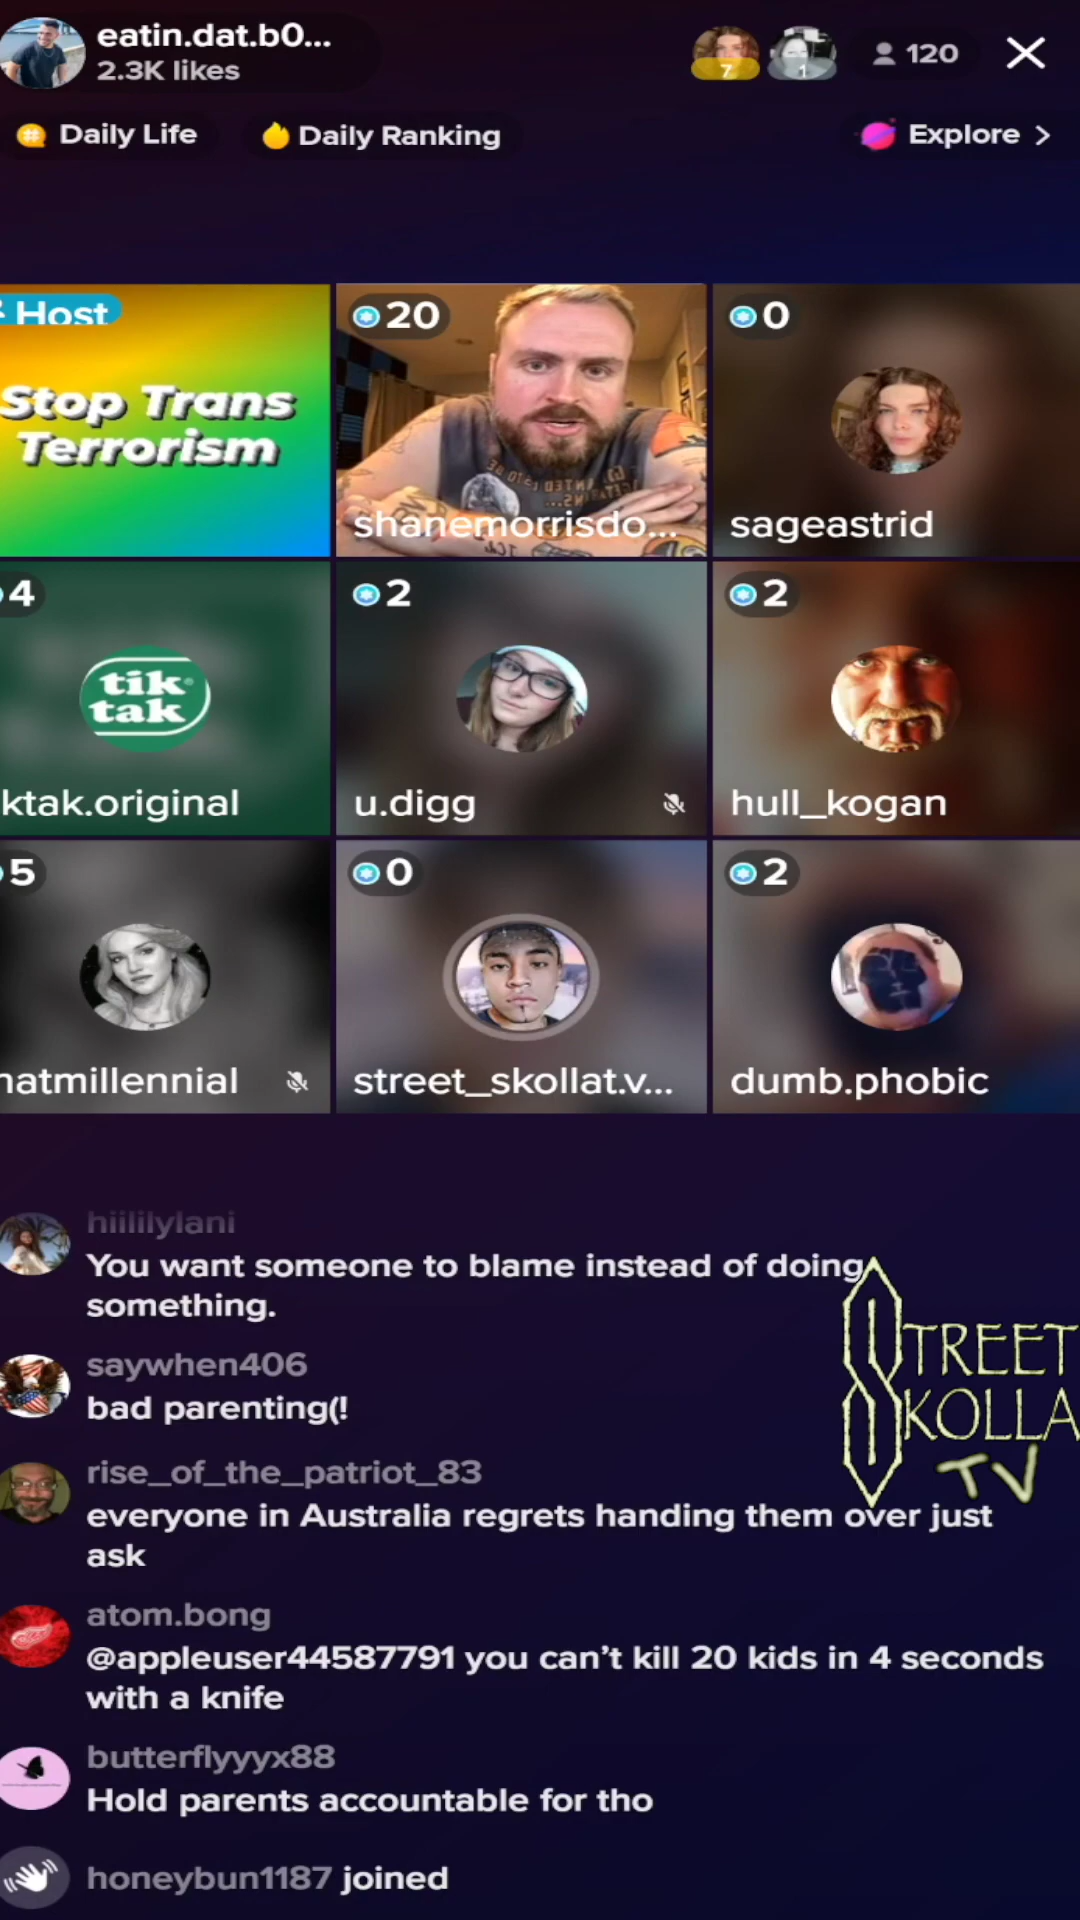 eatin.dat.b0...
2.3K likes
7
1
120
Daily Life
Daily Ranking
Explore >
Host
Stop Trans
Terrorism
20
shanemorrisdo...
0
sageastrid
4
tik
tak
ktak.original
2
u.digg
2
hull_kogan
5
natmillennial
0
street_skollat.v...
2
dumb.phobic
hiililylani
You want someone to blame instead of doing
something.
STREET
SKOLLA
TV
saywhen406
bad parenting(!
rise_of_the_patriot_83
everyone in Australia regrets handing them over just
ask
atom.bong
@appleuser44587791 you can’t kill 20 kids in 4 seconds
with a knife
butterflyyyx88
Hold parents accountable for tho
honeybun1187 joined